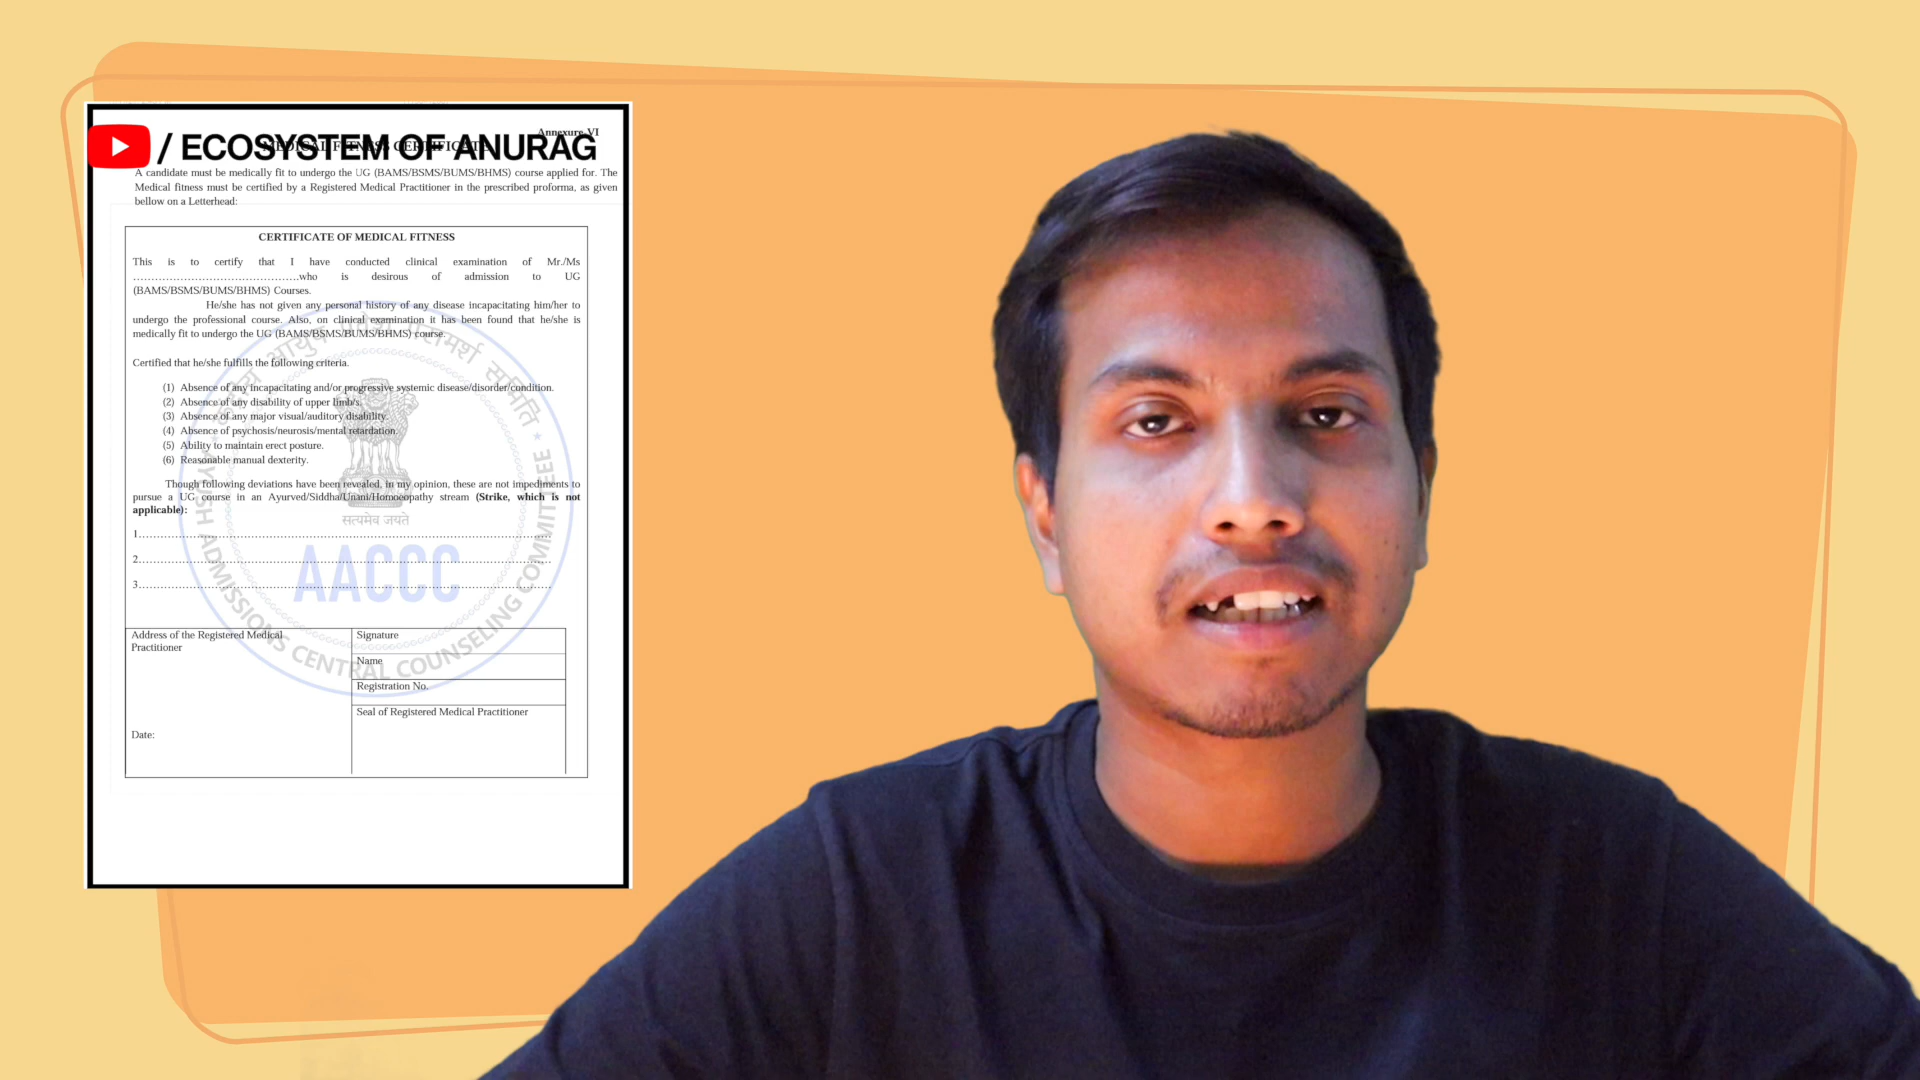 Annexure-VI
/ ECOSYSTEM OF ANURAG
MEDICAL FITNESS CERTIFICATE
A candidate must be medically fit to undergo the UG (BAMS/BSMS/BUMS/BHMS) course applied for. The
Medical fitness must be certified by a Registered Medical Practitioner in the prescribed proforma, as given
bellow on a Letterhead:
CERTIFICATE OF MEDICAL FITNESS
This is to certify that I have conducted clinical examination of Mr./Ms
……………………………………….who is desirous of admission to UG
(BAMS/BSMS/BUMS/BHMS) Courses.
He/she has not given any personal history of any disease incapacitating him/her to
undergo the professional course. Also, on clinical examination it has been found that he/she is
medically fit to undergo the UG (BAMS/BSMS/BUMS/BHMS) course.
Certified that he/she fulfills the following criteria.
(1) Absence of any incapacitating and/or progressive systemic disease/disorder/condition.
(2) Absence of any disability of upper limb/s.
(3) Absence of any major visual/auditory disability.
(4) Absence of psychosis/neurosis/mental retardation.
(5) Ability to maintain erect posture.
(6) Reasonable manual dexterity.
Though following deviations have been revealed, in my opinion, these are not impediments to
pursue a UG course in an Ayurved/Siddha/Unani/Homoeopathy stream (Strike, which is not
applicable):
सत्यमेव जयते
1……………………………………………………………………………………………………
2……………………………………………………………………………………………………
3……………………………………………………………………………………………………
AACCC
AYUSH ADMISSIONS CENTRAL COUNSELING COMMITTEE
Address of the Registered Medical
Practitioner
Signature
Name
Registration No.
Seal of Registered Medical Practitioner
Date: